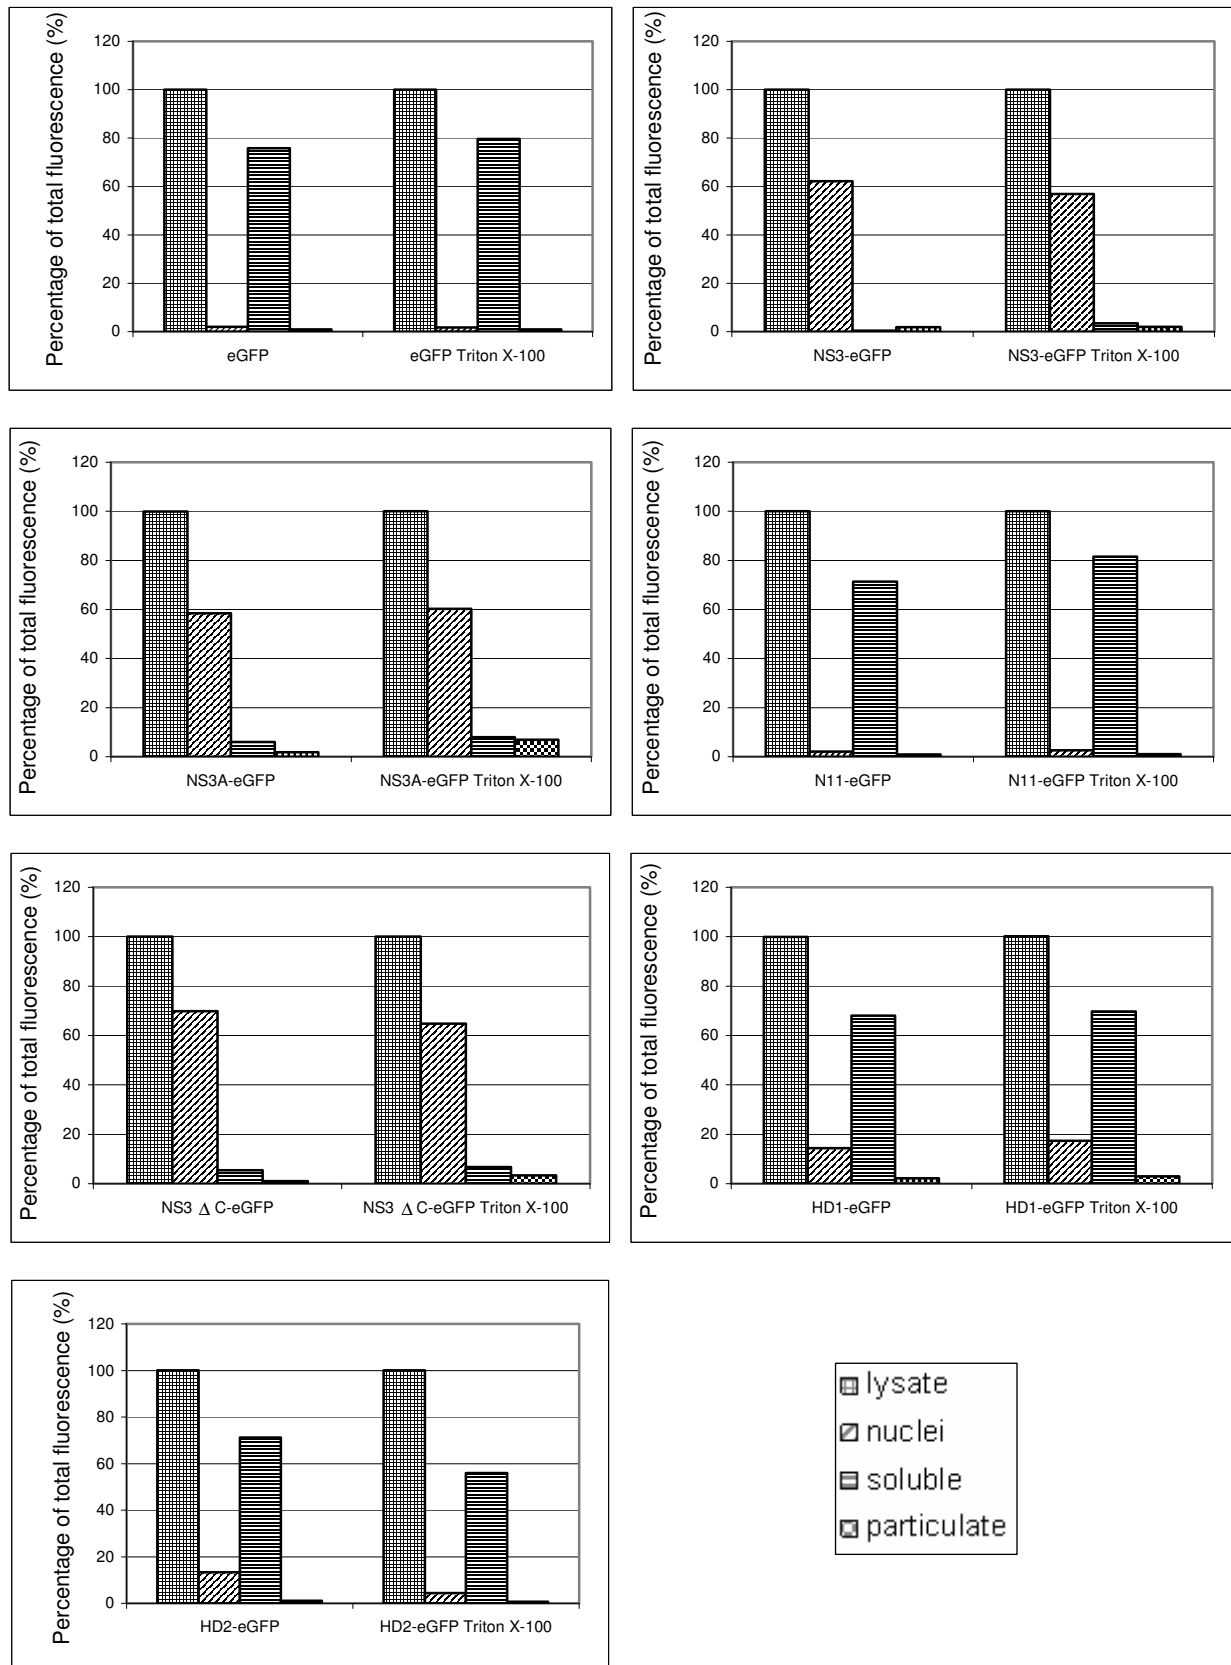 Percentage of total fluorescence (%)
120
100
80
60
40
20
0
eGFP
eGFP Triton X-100
Percentage of total fluorescence (%)
120
100
80
60
40
20
0
NS3-eGFP
NS3-eGFP Triton X-100
Percentage of total fluorescence (%)
120
100
80
60
40
20
0
NS3A-eGFP
NS3A-eGFP Triton X-100
Percentage of total fluorescence (%)
120
100
80
60
40
20
0
N11-eGFP
N11-eGFP Triton X-100
Percentage of total fluorescence (%)
120
100
80
60
40
20
0
NS3 Δ C-eGFP
NS3 Δ C-eGFP Triton X-100
Percentage of total fluorescence (%)
120
100
80
60
40
20
0
HD1-eGFP
HD1-eGFP Triton X-100
Percentage of total fluorescence (%)
120
100
80
60
40
20
0
HD2-eGFP
HD2-eGFP Triton X-100
lysate
nuclei
soluble
particulate